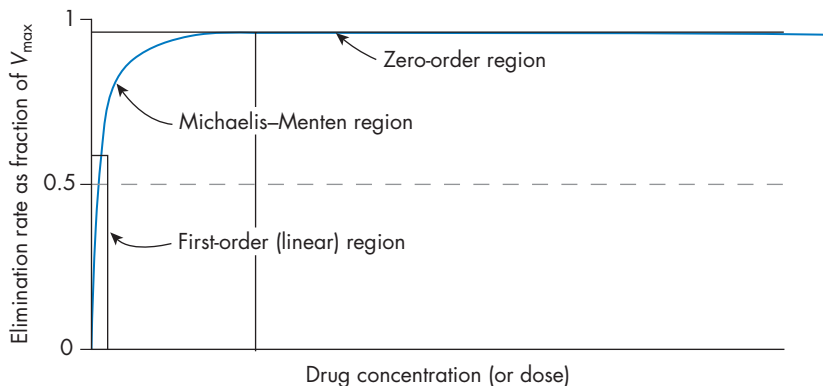 1
Zero-order region
Michaelis–Menten region
0.5
First-order (linear) region
0
Drug concentration (or dose)
Elimination rate as fraction of Vmax